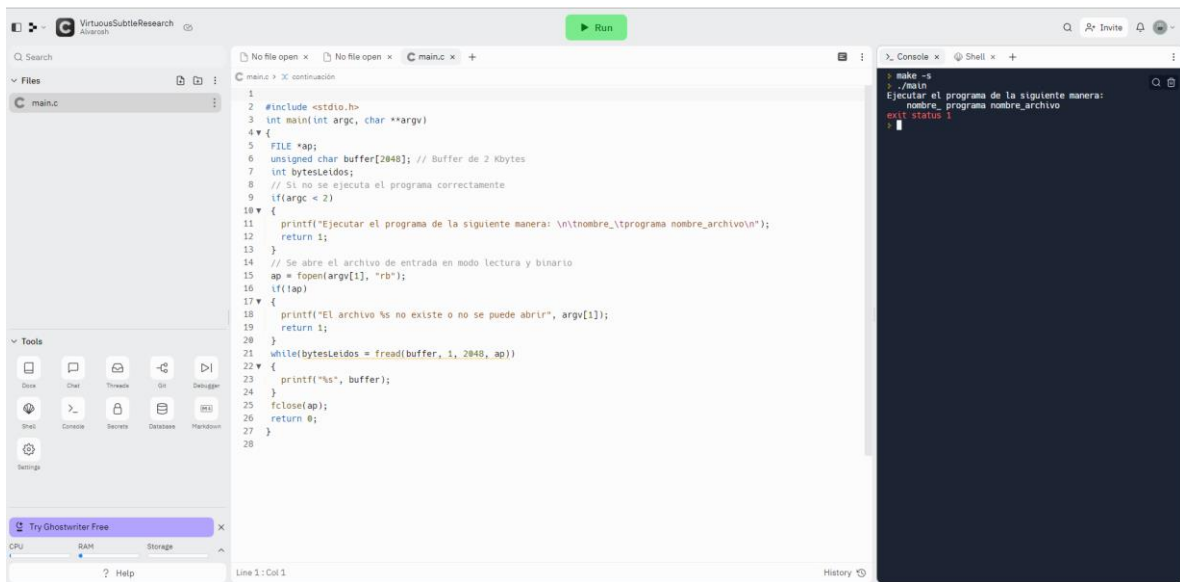 VirtuousSubtleResearch
Alvarosh
Run
Invite
Search
Files
main.c
Tools
Docs
Chat
Threads
Git
Debugger
Shell
Console
Secrets
Database
Markdown
Settings
Try Ghostwriter Free
CPU RAM Storage
? Help
No file open × No file open × C main.c × +
C main.c > continuación
1
2 #include <stdio.h>
3 int main(int argc, char **argv)
4 {
5 FILE *ap;
6 unsigned char buffer[2048]; // Buffer de 2 Kbytes
7 int bytesLeidos;
8 // Si no se ejecuta el programa correctamente
9 if(argc < 2)
10 {
11 printf("Ejecutar el programa de la siguiente manera: \n\tnombre_\tprograma nombre_archivo\n");
12 return 1;
13 }
14 // Se abre el archivo de entrada en modo lectura y binario
15 ap = fopen(argv[1], "rb");
16 if(!ap)
17 {
18 printf("El archivo %s no existe o no se puede abrir", argv[1]);
19 return 1;
20 }
21 while(bytesLeidos = fread(buffer, 1, 2048, ap))
22 {
23 printf("%s", buffer);
24 }
25 fclose(ap);
26 return 0;
27 }
28
Line 1 : Col 1
History
>_ Console × Shell × +
> make -s
> ./main
Ejecutar el programa de la siguiente manera:
nombre_ programa nombre_archivo
exit status 1
>